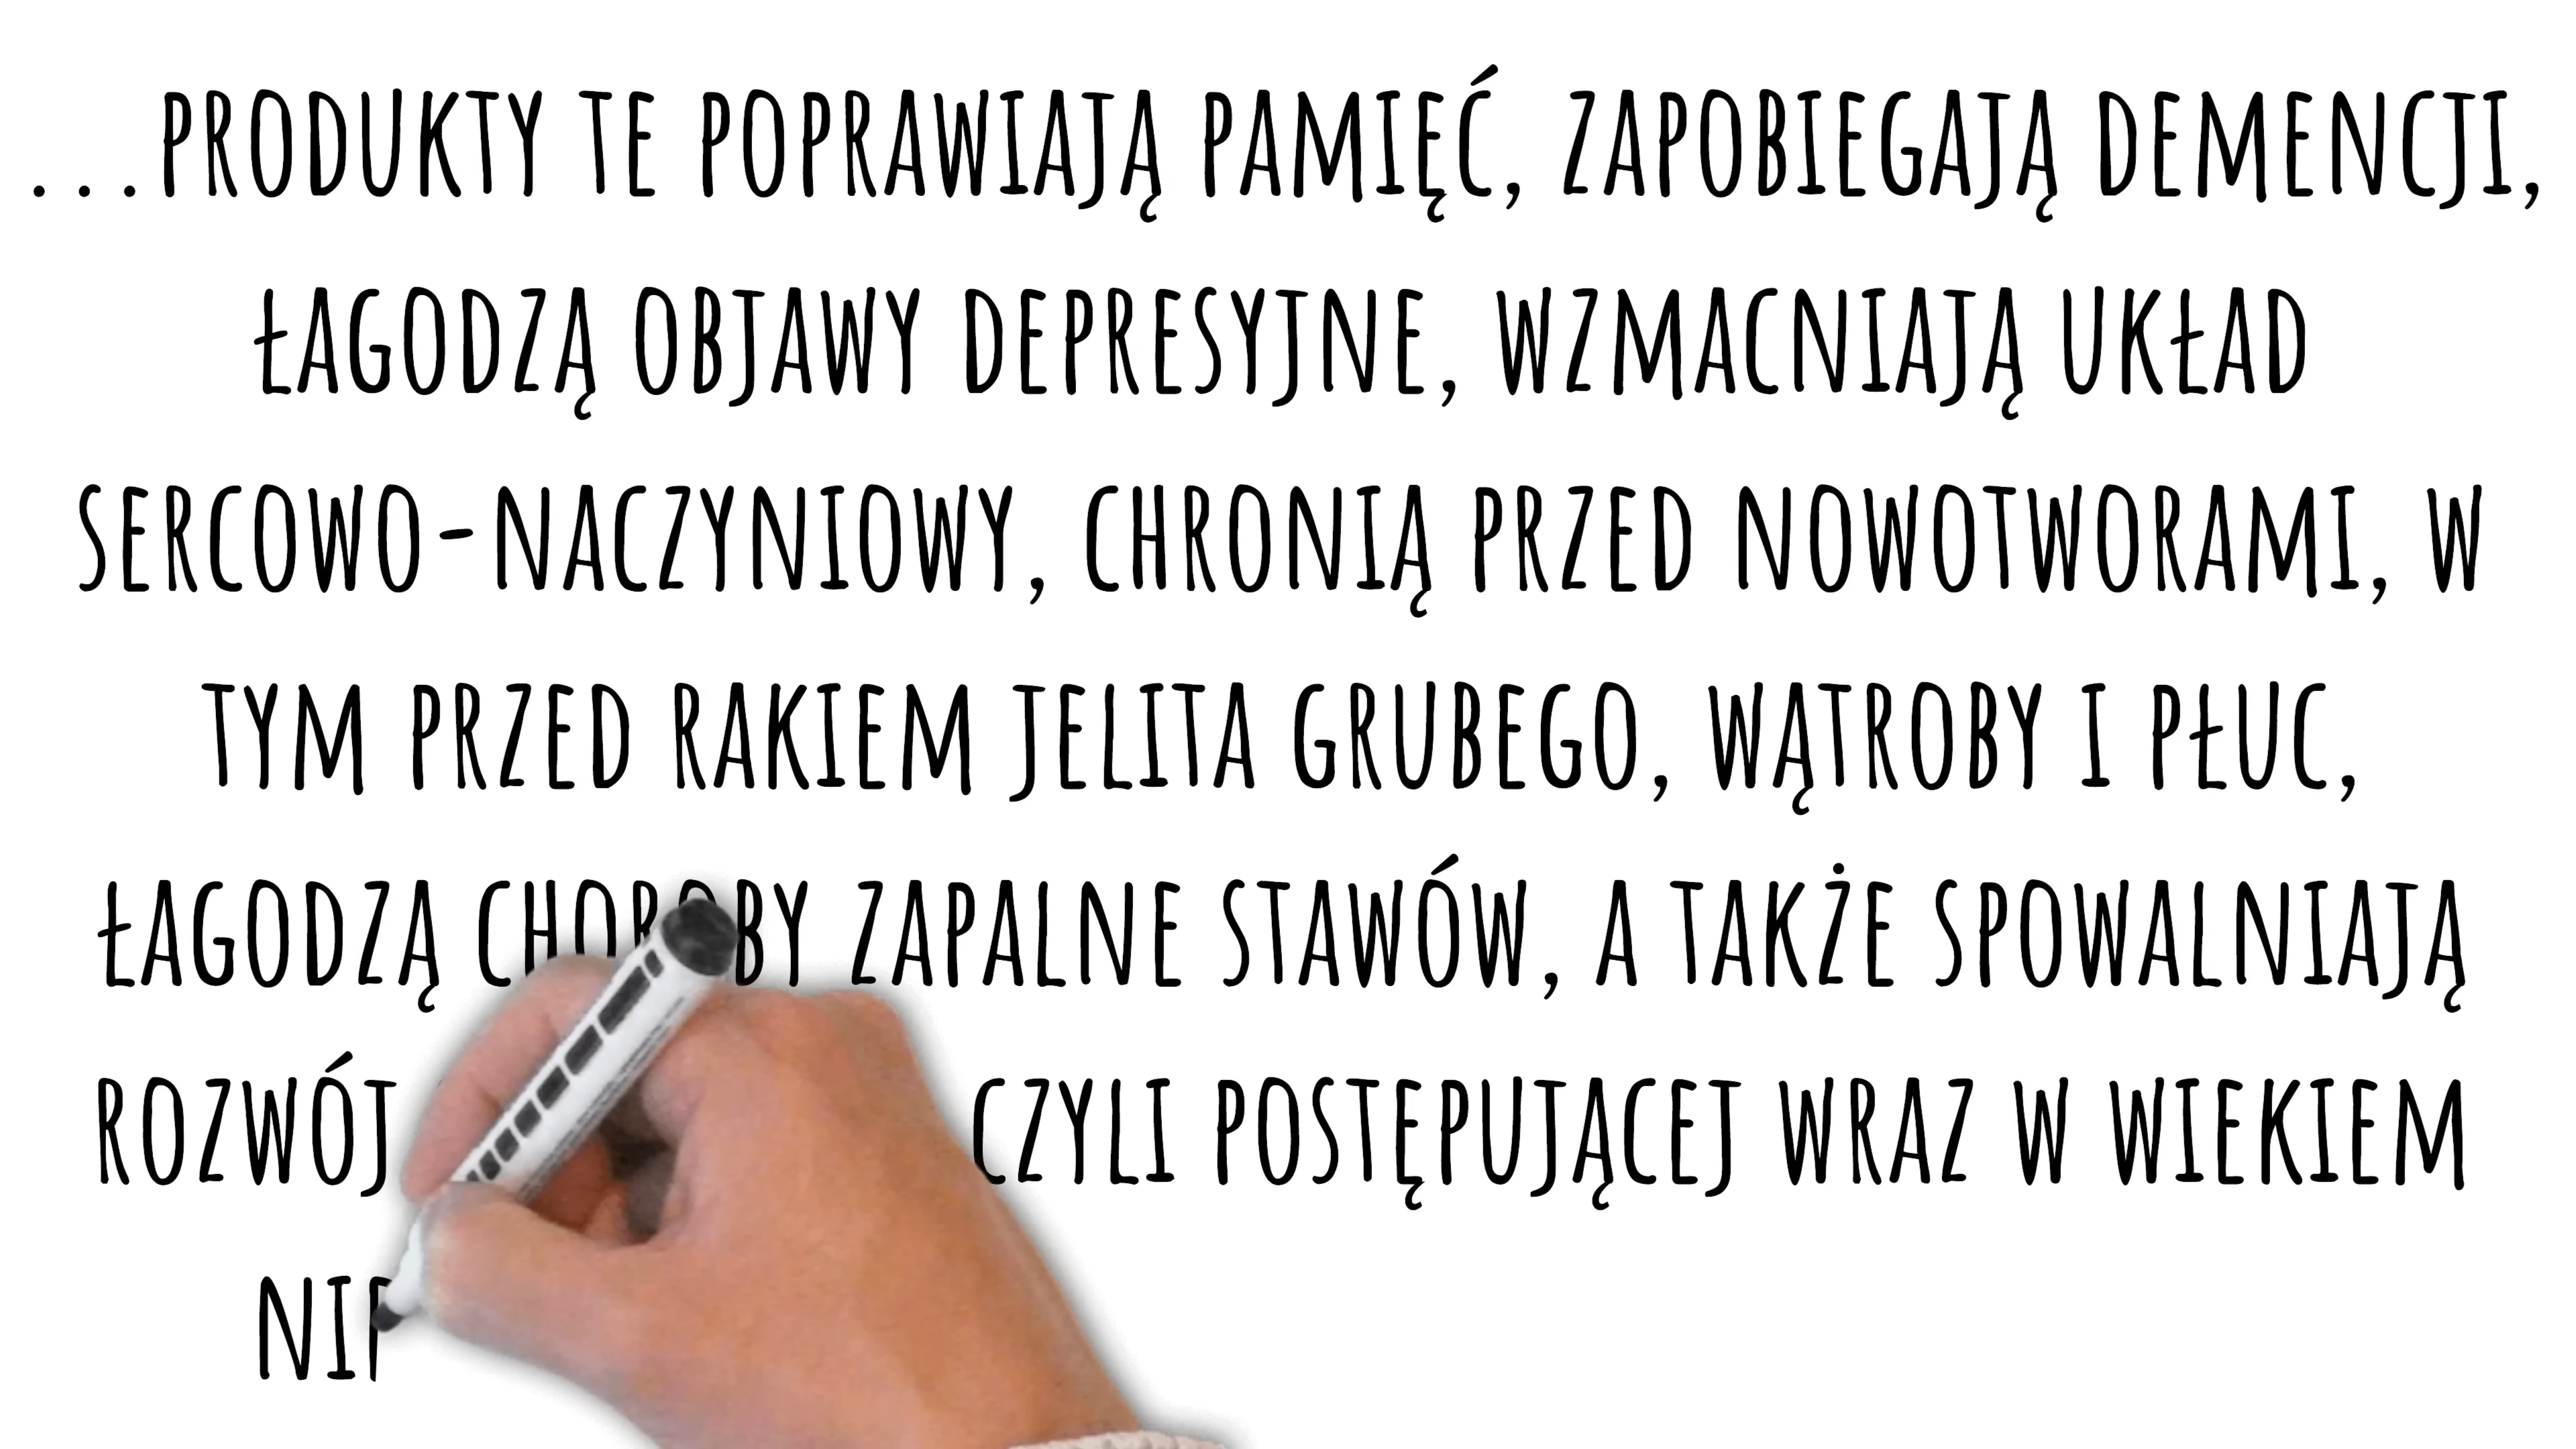 ...PRODUKTY TE POPRAWIAJĄ PAMIĘĆ, ZAPOBIEGAJĄ DEMENCJI,
ŁAGODZĄ OBJAWY DEPRESYJNE, WZMACNIAJĄ UKŁAD
SERCOWO-NACZYNIOWY, CHRONIĄ PRZED NOWOTWORAMI, W
TYM PRZED RAKIEM JELITA GRUBEGO, WĄTROBY I PŁUC,
ŁAGODZĄ CHOROBY ZAPALNE STAWÓW, A TAKŻE SPOWALNIAJĄ
ROZWÓJ CZYLI POSTĘPUJĄCEJ WRAZ W WIEKIEM